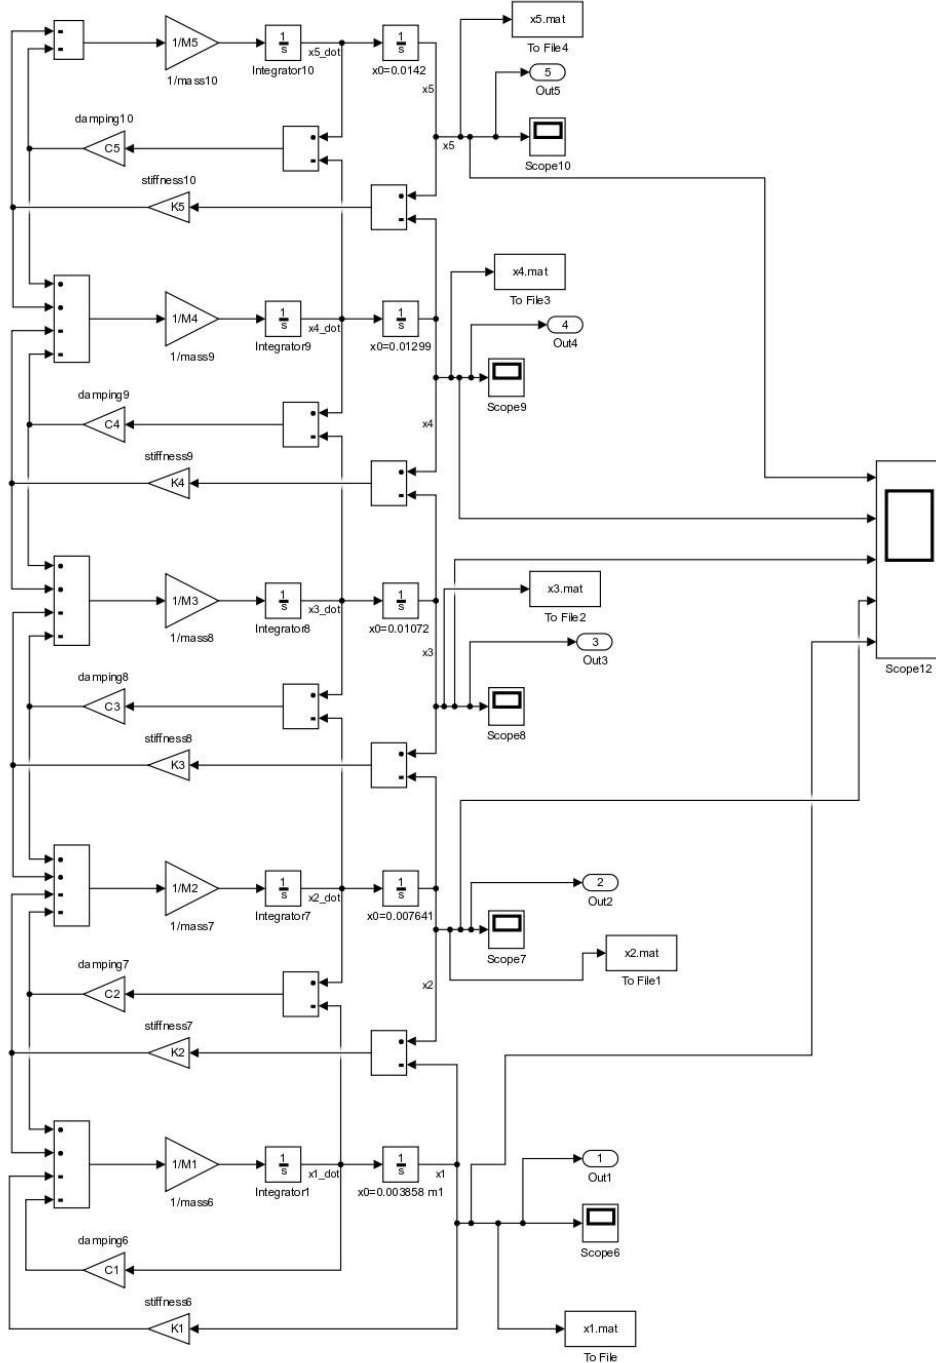 x5.mat
To File4
1/M5
1/s
x5_dot
1/s
1/mass10
Integrator10
x0=0.0142
x5
5
Out5
damping10
C5
x5
Scope10
stiffness10
K5
x4.mat
To File3
1/M4
1/s
x4_dot
1/s
4
Out4
1/mass9
Integrator9
x0=0.01299
Scope9
damping9
C4
x4
stiffness9
K4
x3.mat
To File2
1/M3
1/s
x3_dot
1/s
1/mass8
Integrator8
x0=0.01072
x3
3
Out3
Scope12
damping8
C3
Scope8
stiffness8
K3
1/M2
1/s
x2_dot
1/s
2
Out2
1/mass7
Integrator7
x0=0.007641
Scope7
x2.mat
To File1
damping7
C2
x2
stiffness7
K2
1/M1
1/s
x1_dot
1/s
x1
1
Out1
1/mass6
Integrator1
x0=0.003858 m1
damping6
C1
Scope6
stiffness6
K1
x1.mat
To File